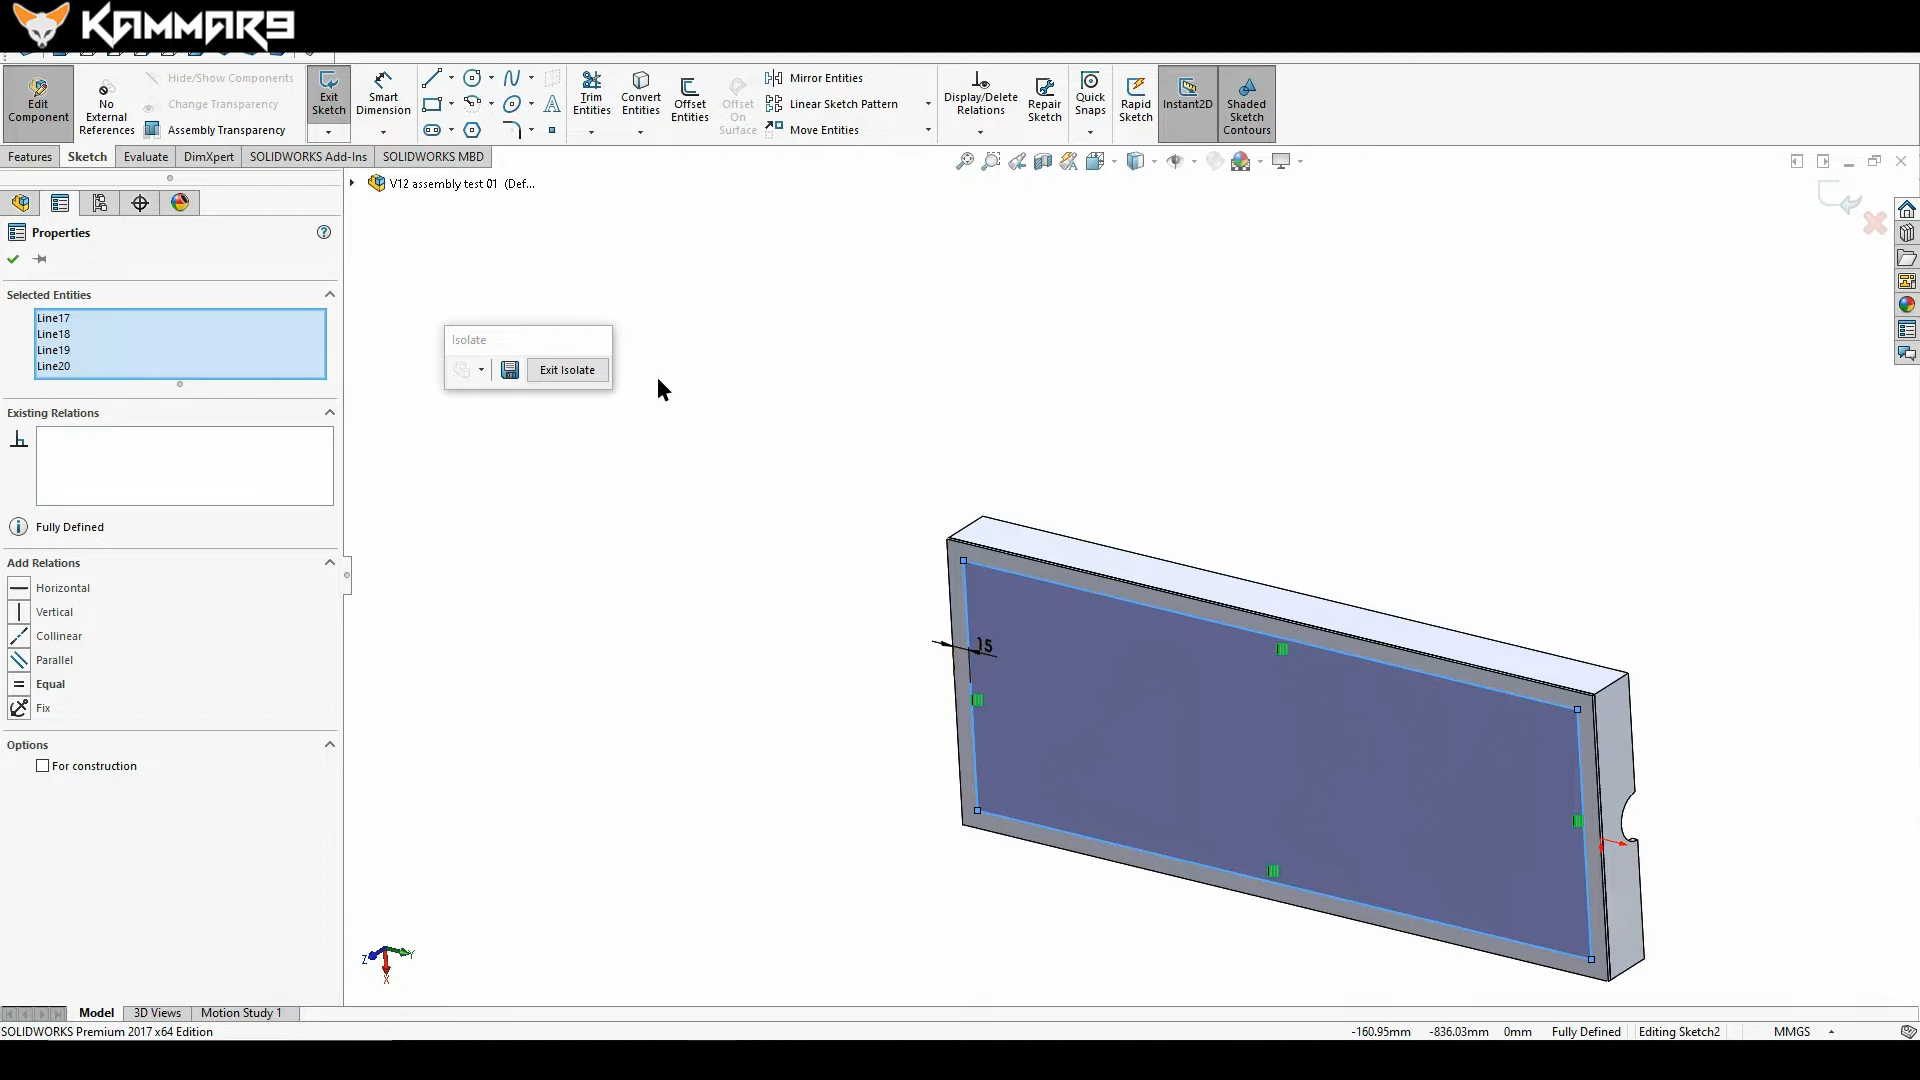 KAMMAR9
Edit Component
No External References
Hide/Show Components
Change Transparency
Assembly Transparency
Exit Sketch
Smart Dimension
Trim Entities
Convert Entities
Offset Entities
Offset On Surface
Mirror Entities
Linear Sketch Pattern
Move Entities
Display/Delete Relations
Repair Sketch
Quick Snaps
Rapid Sketch
Instant2D
Shaded Sketch Contours
Features
Sketch
Evaluate
DimXpert
SOLIDWORKS Add-Ins
SOLIDWORKS MBD
V12 assembly test 01 (Def...
Properties
Selected Entities
Line17
Line18
Line19
Line20
Isolate
Exit Isolate
Existing Relations
Fully Defined
Add Relations
Horizontal
Vertical
Collinear
Parallel
Equal
Fix
Options
For construction
15
Z
Y
X
Model
3D Views
Motion Study 1
SOLIDWORKS Premium 2017 x64 Edition
-160.95mm
-836.03mm
0mm
Fully Defined
Editing Sketch2
MMGS